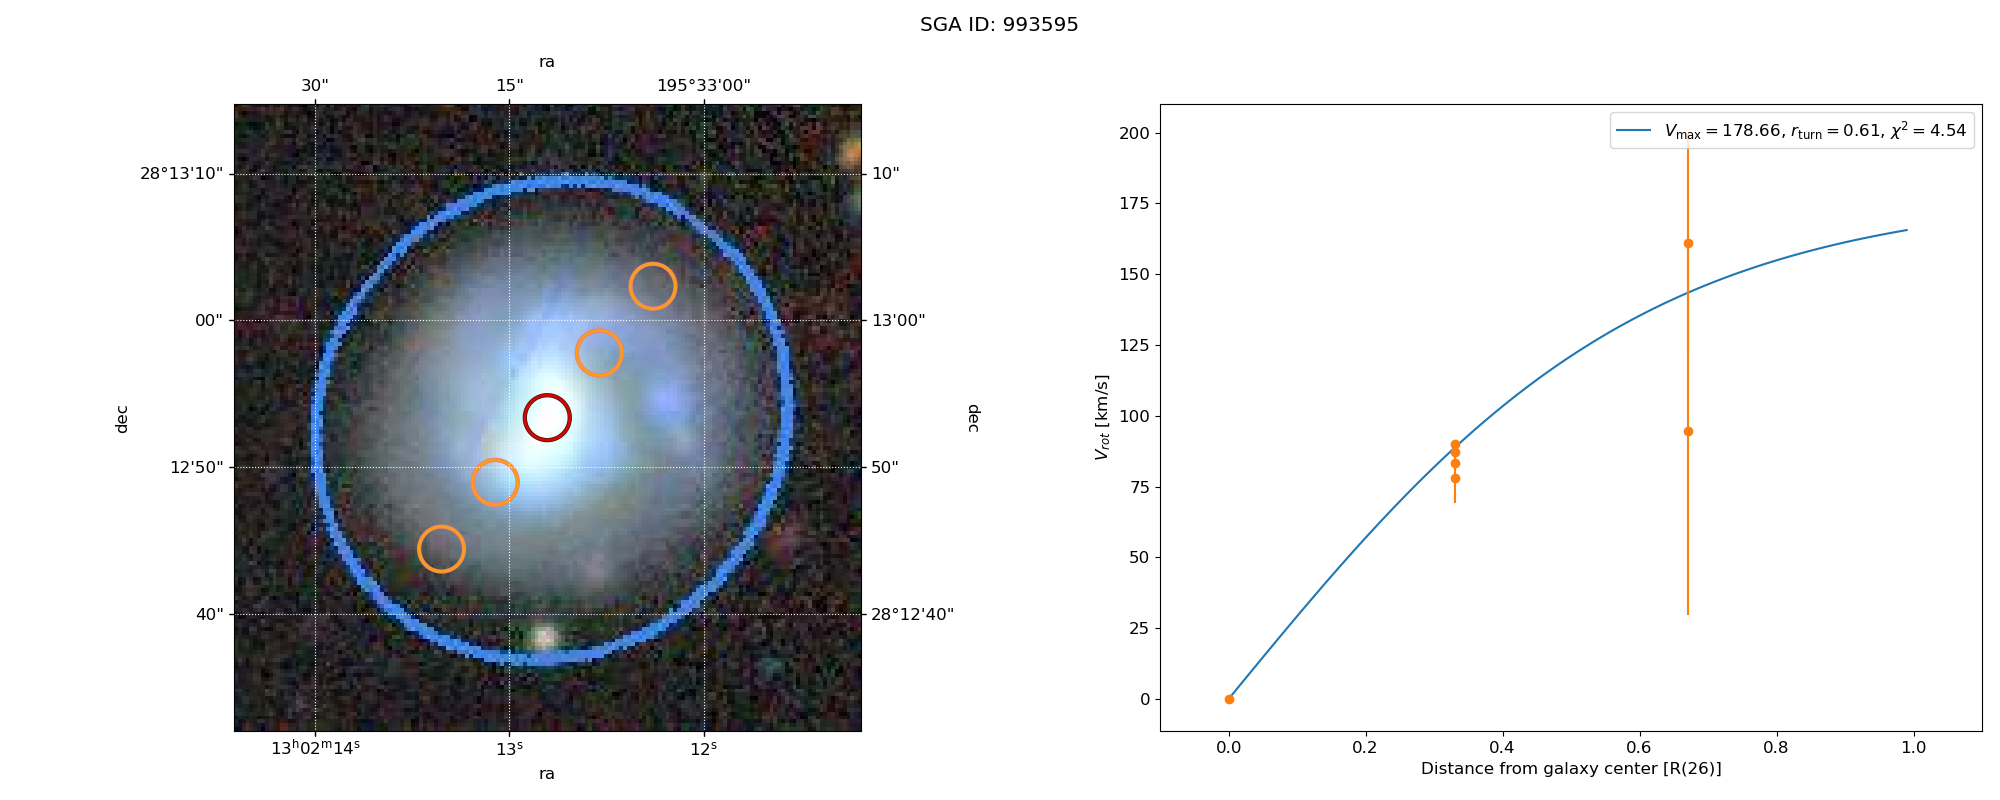 SGA ID: 993595
ra
30" 15" 195°33'00"
28°13'10" 10"
00" 13'00"
dec dec
12'50" 50"
40" 28°12'40"
13ʰ02ᵐ14ˢ 13ˢ 12ˢ
ra
V_max = 178.66, r_turn = 0.61, χ² = 4.54
200
175
150
125
100
75
50
25
0
V_rot [km/s]
0.0 0.2 0.4 0.6 0.8 1.0
Distance from galaxy center [R(26)]